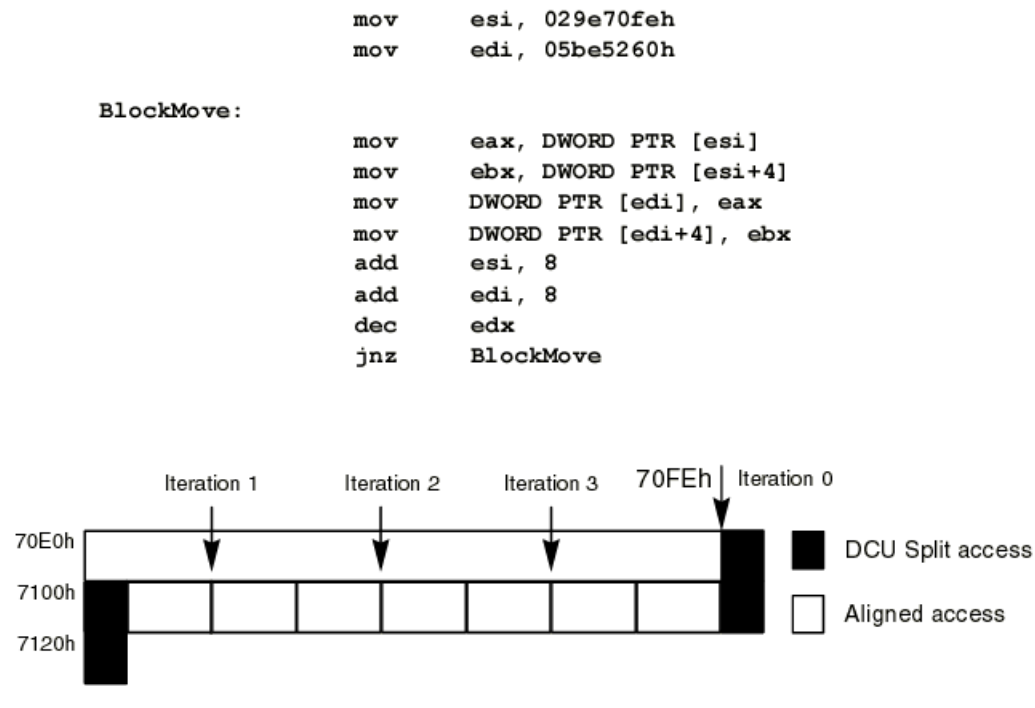 mov esi, 029e70feh
mov edi, 05be5260h
BlockMove:
mov eax, DWORD PTR [esi]
mov ebx, DWORD PTR [esi+4]
mov DWORD PTR [edi], eax
mov DWORD PTR [edi+4], ebx
add esi, 8
add edi, 8
dec edx
jnz BlockMove
Iteration 1 Iteration 2 Iteration 3 70FEh Iteration 0
70E0h
DCU Split access
7100h
Aligned access
7120h